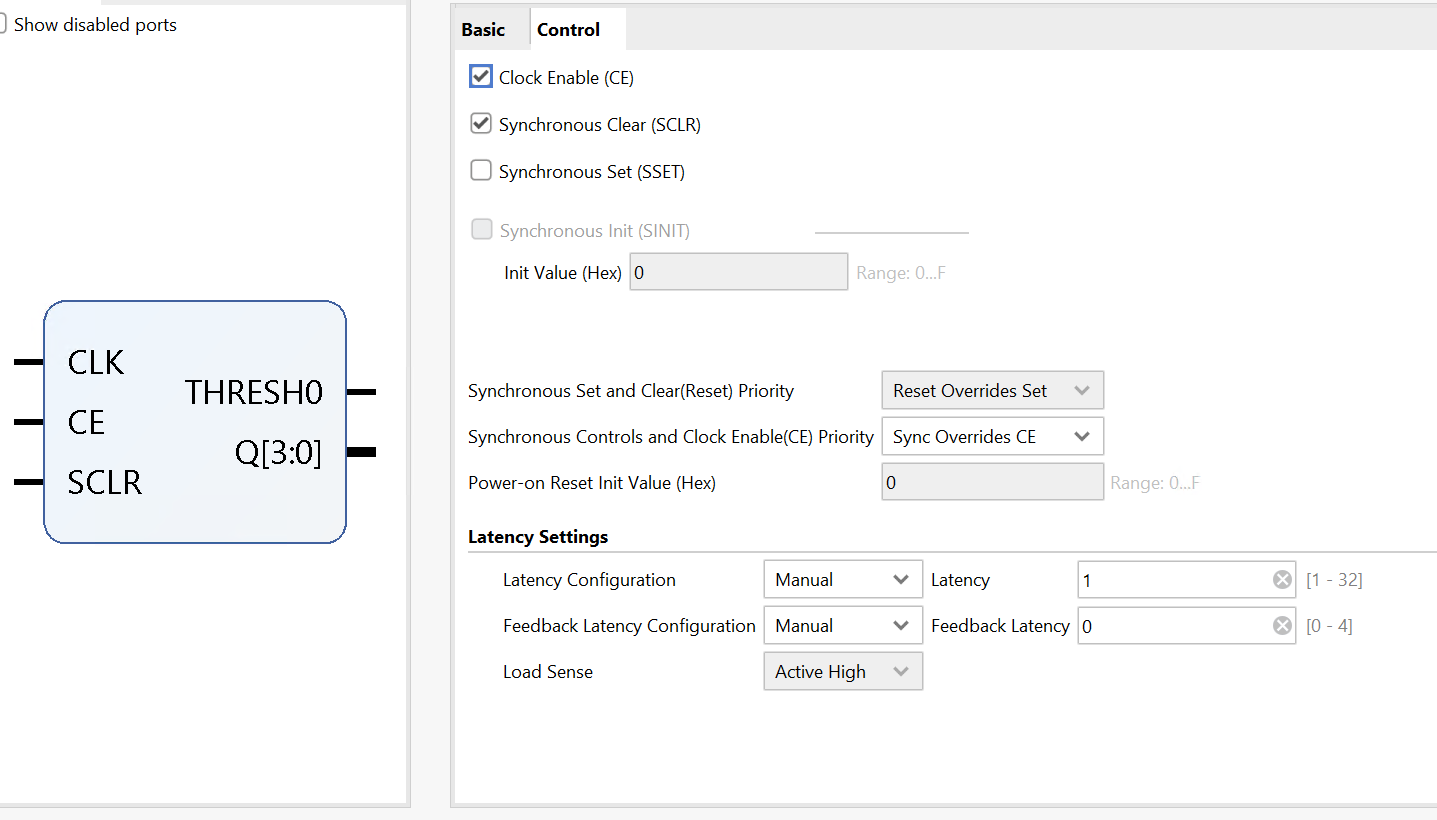 Show disabled ports
CLK
CE
SCLR
THRESH0
Q[3:0]
Basic Control
Clock Enable (CE)
Synchronous Clear (SCLR)
Synchronous Set (SSET)
Synchronous Init (SINIT)
Init Value (Hex) 0 Range: 0...F
Synchronous Set and Clear(Reset) Priority Reset Overrides Set
Synchronous Controls and Clock Enable(CE) Priority Sync Overrides CE
Power-on Reset Init Value (Hex) 0 Range: 0...F
Latency Settings
Latency Configuration Manual Latency 1 [1 - 32]
Feedback Latency Configuration Manual Feedback Latency 0 [0 - 4]
Load Sense Active High